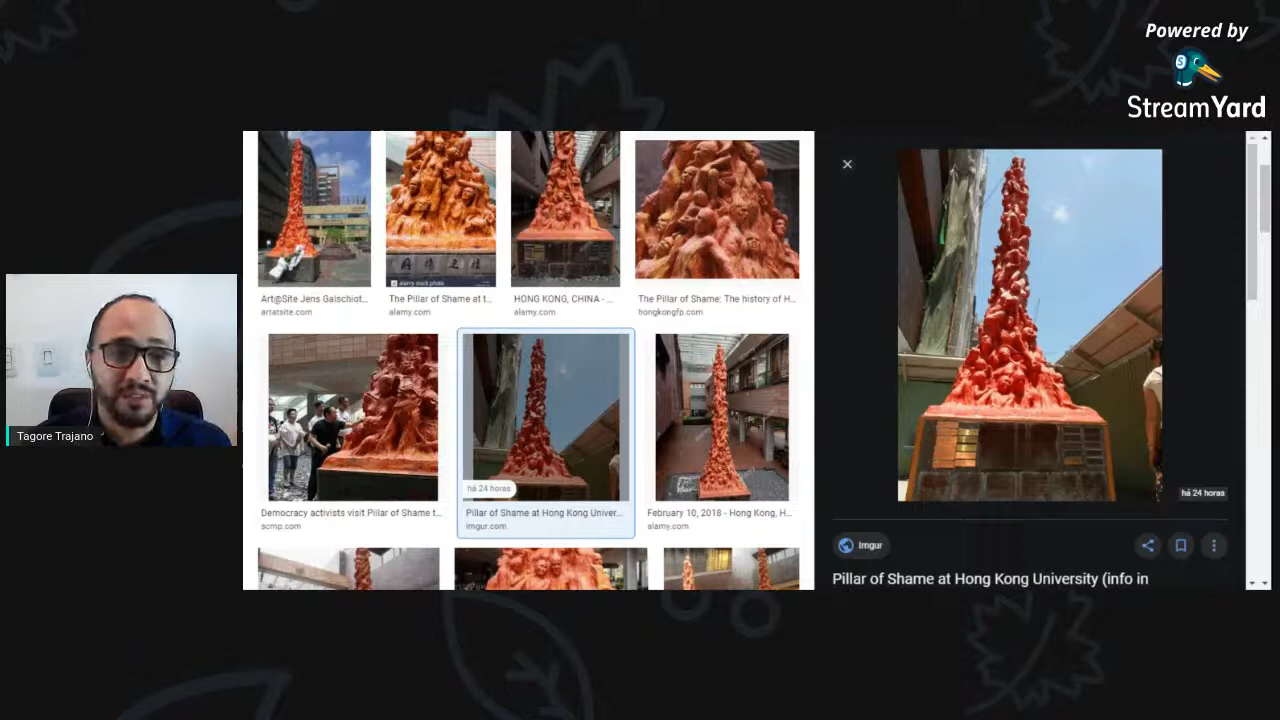 Powered by
StreamYard
Art@Site Jens Galschiot...
artatsite.com
The Pillar of Shame at t...
alamy.com
HONG KONG, CHINA - ...
alamy.com
The Pillar of Shame: The history of H...
hongkongfp.com
alamy stock photo
Democracy activists visit Pillar of Shame t...
scmp.com
há 24 horas
Pillar of Shame at Hong Kong Univer...
imgur.com
February 10, 2018 - Hong Kong, H...
alamy.com
há 24 horas
Imgur
Pillar of Shame at Hong Kong University (info in
Tagore Trajano